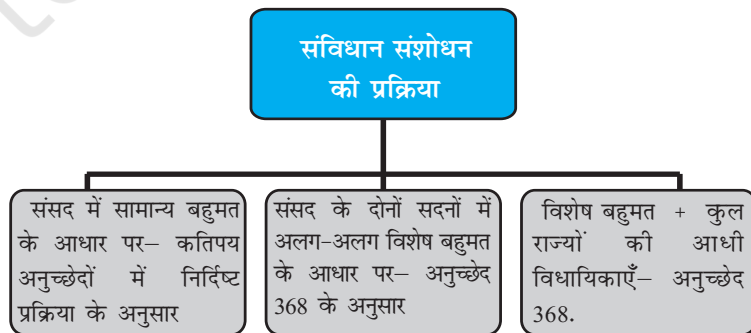 संविधान संशोधन
की प्रक्रिया
संसद में सामान्य बहुमत
के आधार पर– कतिपय
अनुच्छेदों में निर्दिष्ट
प्रक्रिया के अनुसार
संसद के दोनों सदनों में
अलग-अलग विशेष बहुमत
के आधार पर– अनुच्छेद
368 के अनुसार
विशेष बहुमत + कुल
राज्यों की आधी
विधायिकाएँ– अनुच्छेद
368.